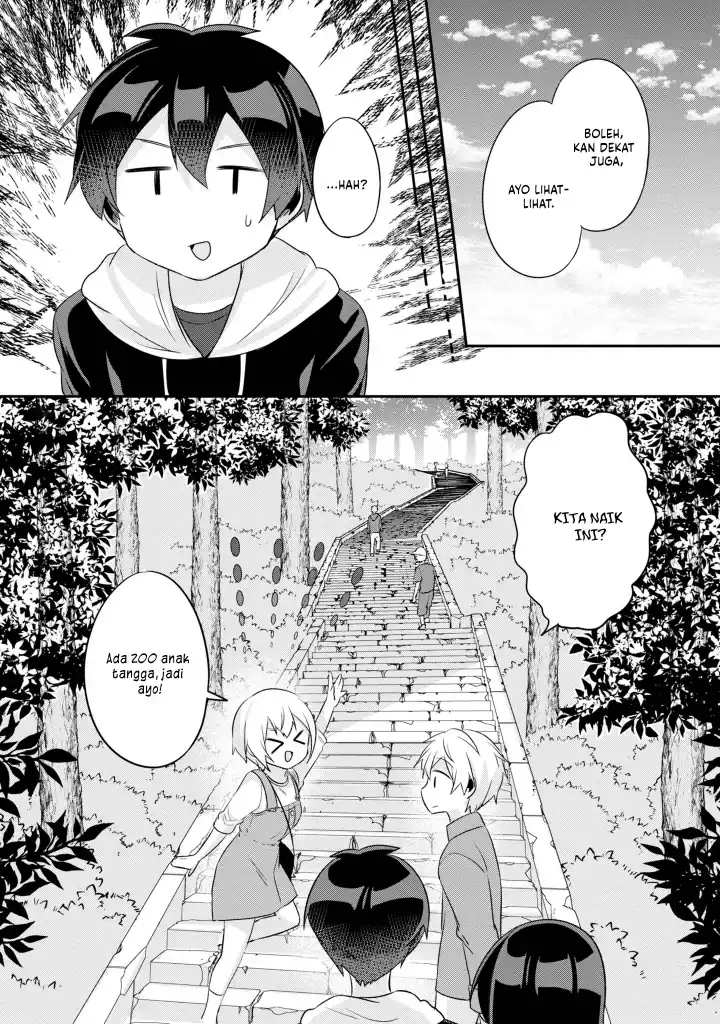 BOLEH,
KAN DEKAT
JUGA,
AYO LIHAT-
LIHAT.
...HAH?
KITA NAIK
INI?
Ada 200 anak
tangga, jadi
ayo!